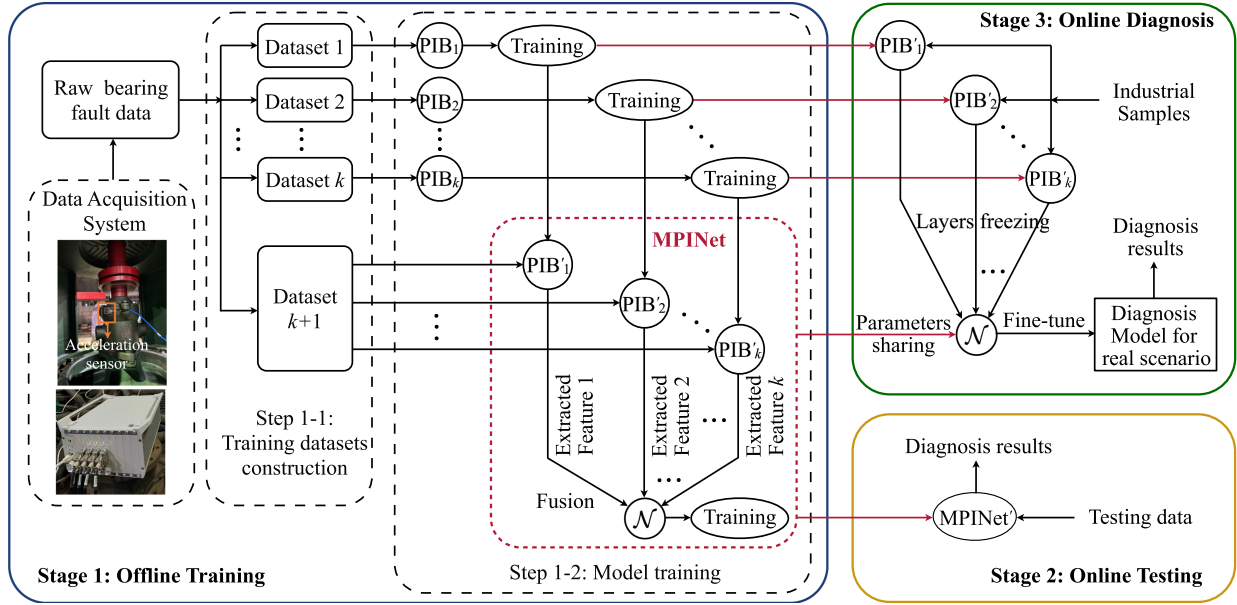 Raw bearing
fault data
Data Acquisition
System
Acceleration
sensor
Dataset 1
Dataset 2
Dataset k
Dataset
k+1
Step 1-1:
Training datasets
construction
PIB₁
Training
PIB₂
Training
PIBₖ
Training
MPINet
PIB′₁
PIB′₂
PIB′ₖ
Extracted
Feature 1
Extracted
Feature 2
Extracted
Feature k
Fusion
𝒩
Training
Step 1-2: Model training
Stage 1: Offline Training
Stage 3: Online Diagnosis
PIB′₁
PIB′₂
PIB′ₖ
Industrial
Samples
Layers freezing
Diagnosis
results
Parameters
sharing
𝒩
Fine-tune
Diagnosis
Model for
real scenario
Diagnosis results
MPINet′
Testing data
Stage 2: Online Testing